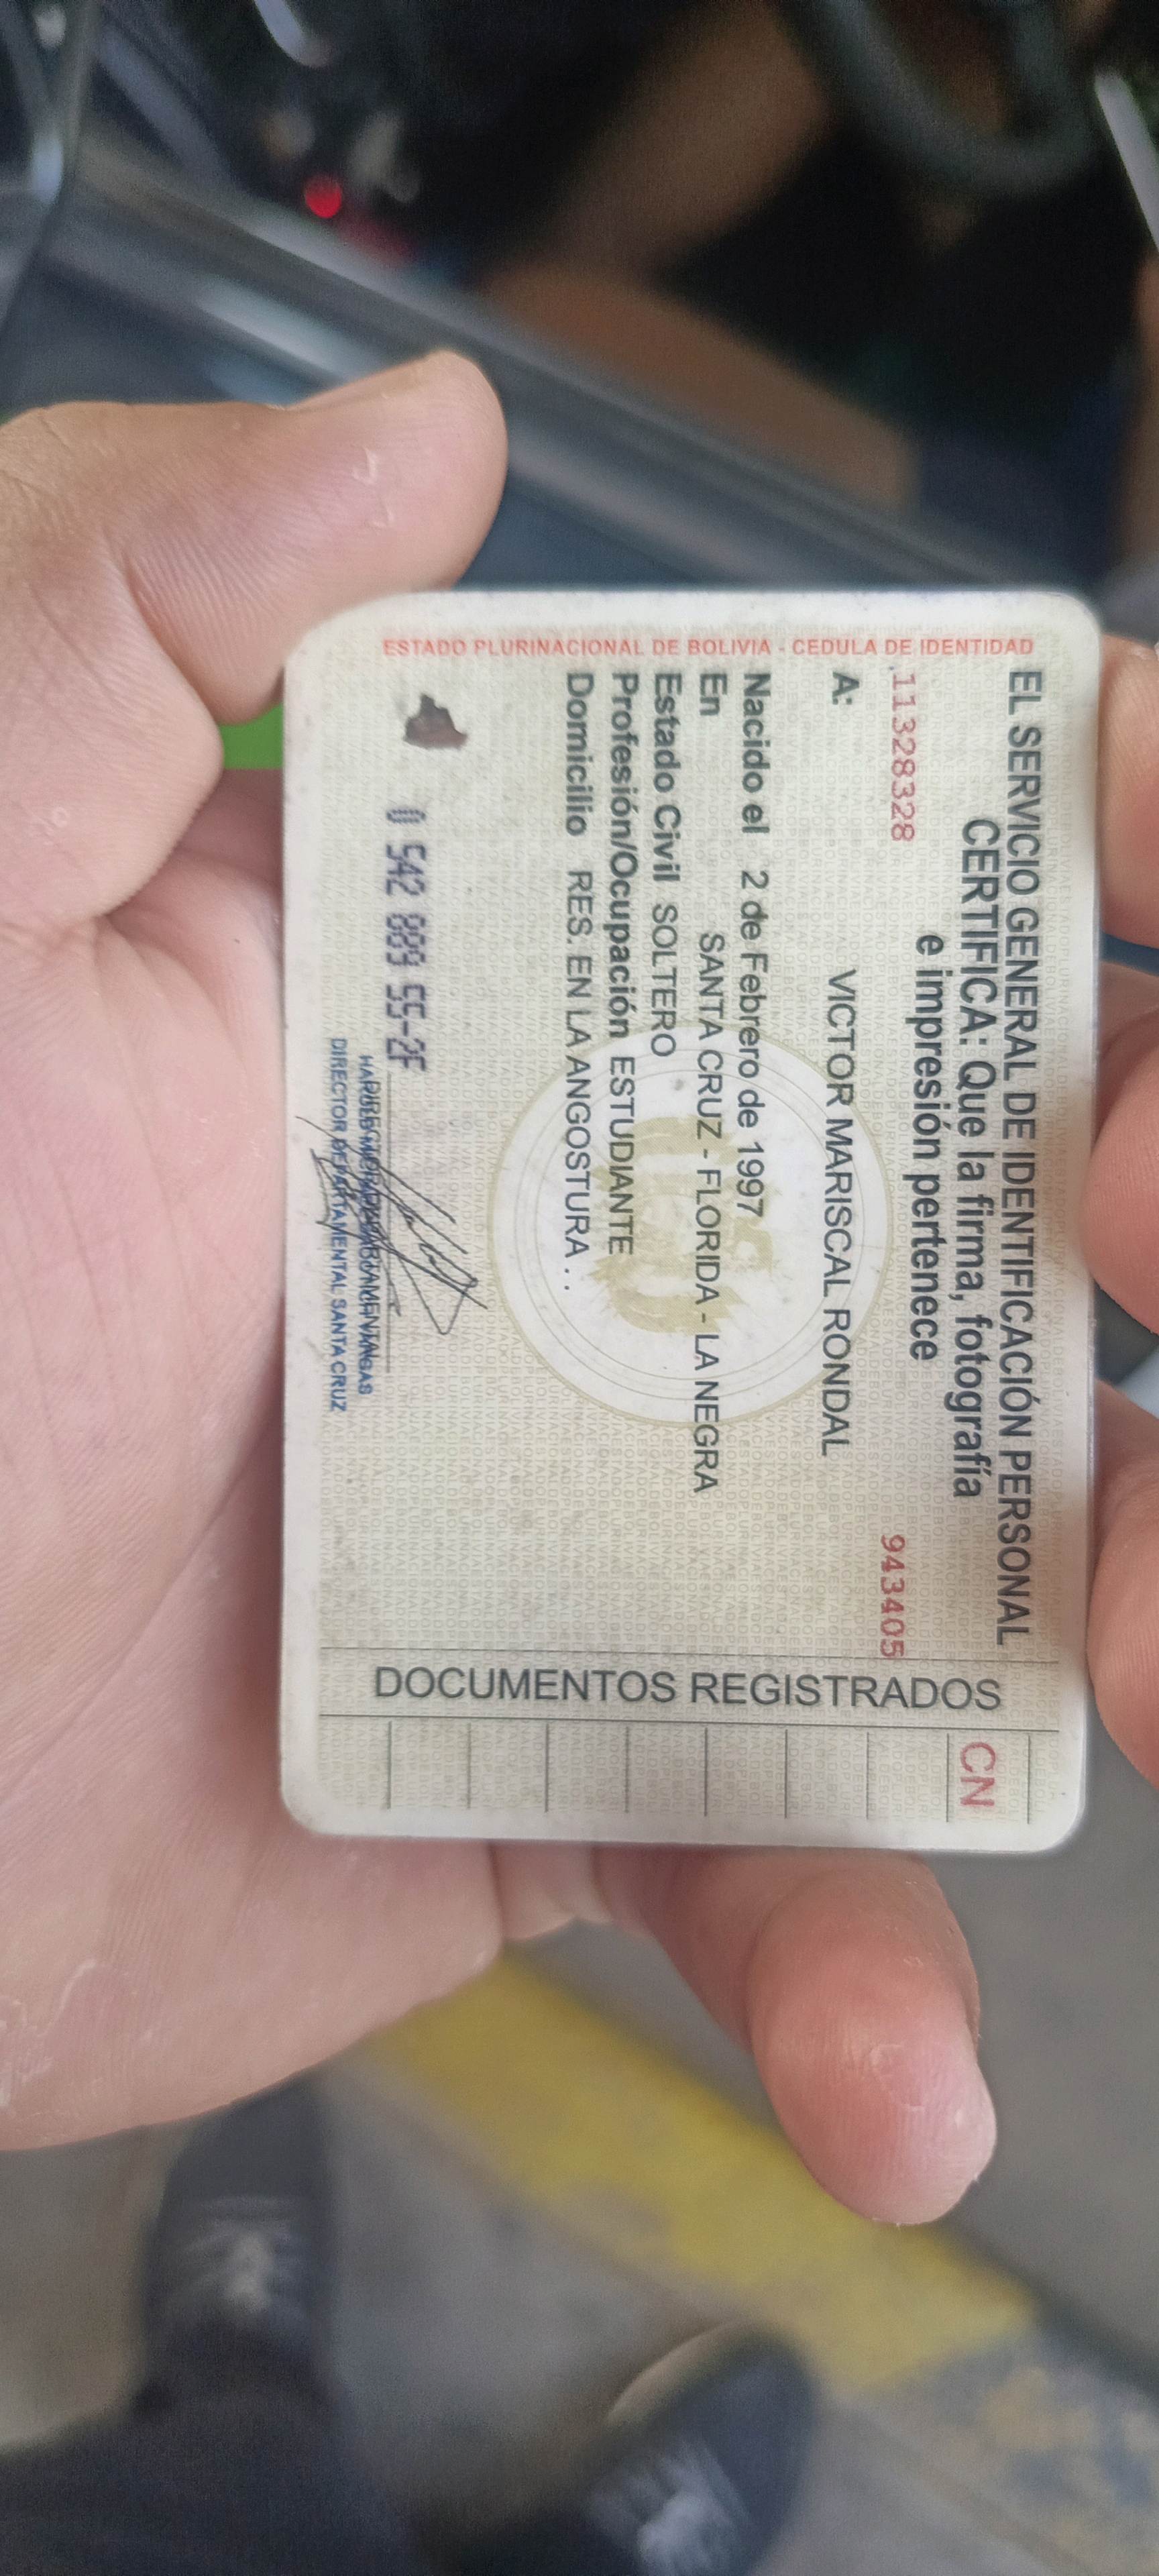 ESTADO PLURINACIONAL DE BOLIVIA - CEDULA DE IDENTIDAD
EL SERVICIO GENERAL DE IDENTIFICACIÓN PERSONAL
CERTIFICA: Que la firma, fotografía
e impresión pertenece
11328328
943405
A: VICTOR MARISCAL RONDAL
Nacido el 2 de Febrero de 1997
En SANTA CRUZ - FLORIDA - LA NEGRA
Estado Civil SOLTERO
Profesión/Ocupación ESTUDIANTE
Domicilio RES. EN LA ANGOSTURA . .
0 542 889 55-2F
DIRECTOR DEPARTAMENTAL SANTA CRUZ
DOCUMENTOS REGISTRADOS
CN